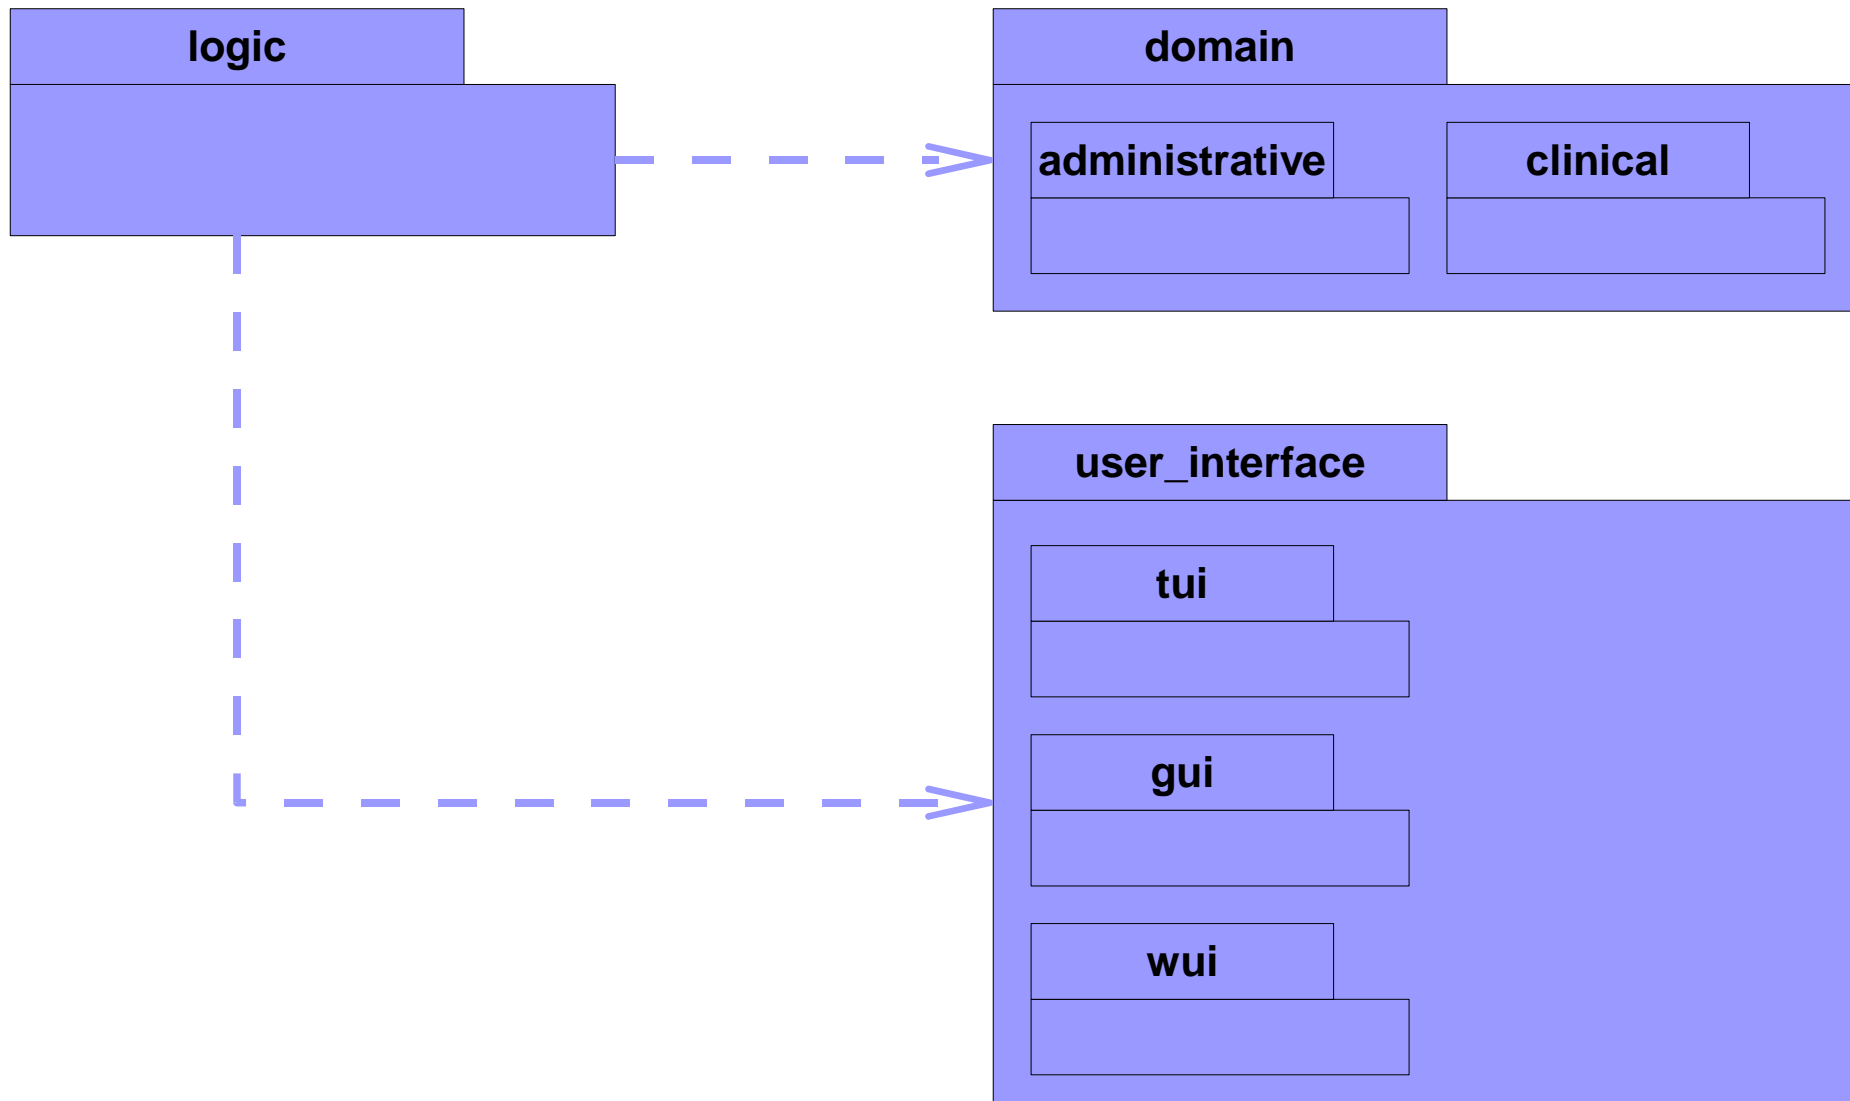 logic
domain
administrative
clinical
user_interface
tui
gui
wui